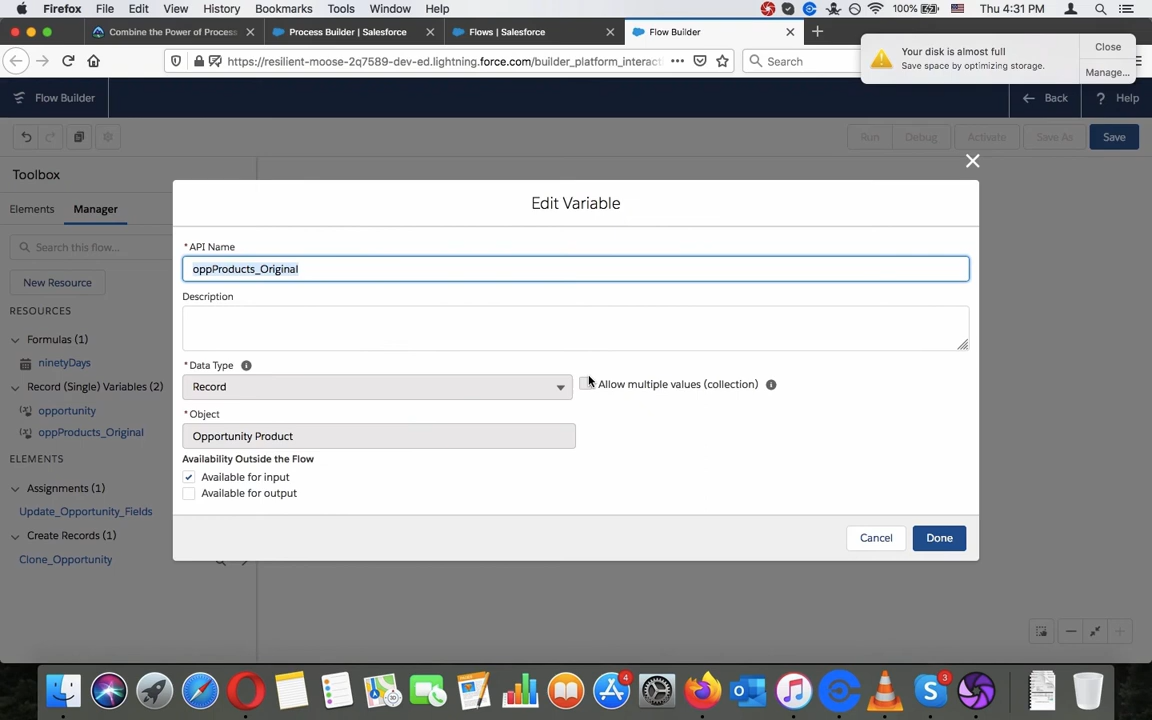 Firefox File Edit View History Bookmarks Tools Window Help 100% Thu 4:31 PM
Combine the Power of Process Process Builder | Salesforce Flows | Salesforce Flow Builder
https://resilient-moose-2q7589-dev-ed.lightning.force.com/builder_platform_interac Search
Your disk is almost full
Save space by optimizing storage.
Close
Manage...
Flow Builder Back ? Help
Run Debug Activate Save As Save
Toolbox
Elements Manager
Search this flow...
New Resource
RESOURCES
Formulas (1)
ninetyDays
Record (Single) Variables (2)
opportunity
oppProducts_Original
ELEMENTS
Assignments (1)
Update_Opportunity_Fields
Create Records (1)
Clone_Opportunity
Edit Variable
*API Name
oppProducts_Original
Description
*Data Type
Record
Allow multiple values (collection)
*Object
Opportunity Product
Availability Outside the Flow
Available for input
Available for output
Cancel Done
4
3